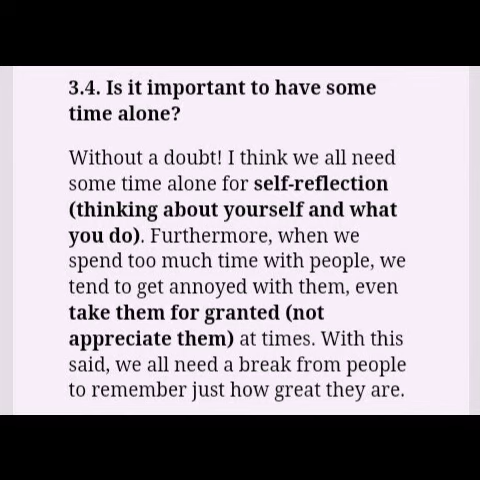 3.4. Is it important to have some
time alone?
Without a doubt! I think we all need
some time alone for self-reflection
(thinking about yourself and what
you do). Furthermore, when we
spend too much time with people, we
tend to get annoyed with them, even
take them for granted (not
appreciate them) at times. With this
said, we all need a break from people
to remember just how great they are.